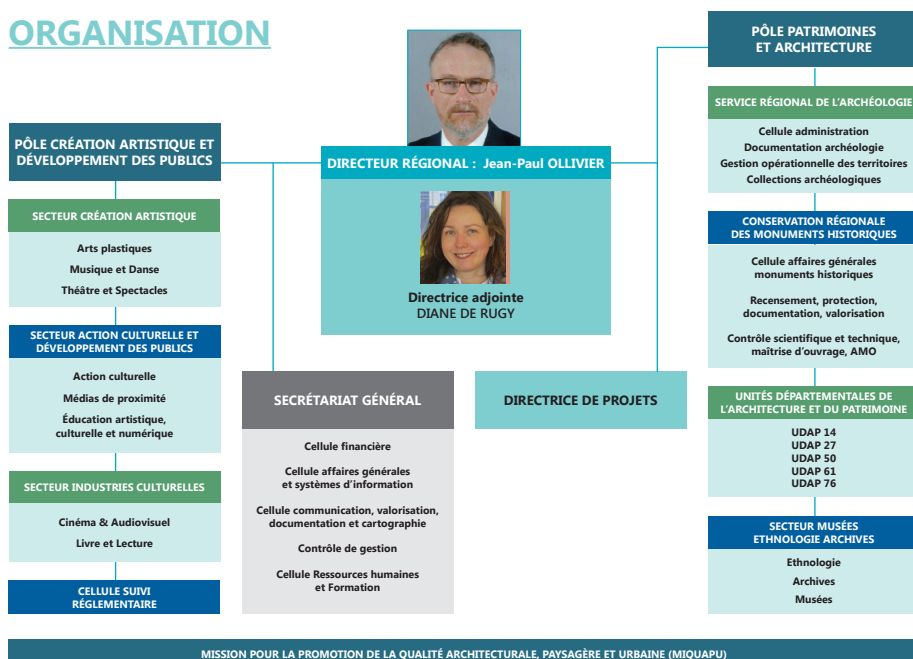 ORGANISATION
PÔLE CRÉATION ARTISTIQUE ET
DÉVELOPPEMENT DES PUBLICS
SECTEUR CRÉATION ARTISTIQUE
Arts plastiques
Musique et Danse
Théâtre et Spectacles
SECTEUR ACTION CULTURELLE ET
DÉVELOPPEMENT DES PUBLICS
Action culturelle
Médias de proximité
Éducation artistique,
culturelle et numérique
SECTEUR INDUSTRIES CULTURELLES
Cinéma & Audiovisuel
Livre et Lecture
CELLULE SUIVI
RÉGLEMENTAIRE
DIRECTEUR RÉGIONAL : Jean-Paul OLLIVIER
Directrice adjointe
DIANE DE RUGY
SECRÉTARIAT GÉNÉRAL
Cellule financière
Cellule affaires générales
et systèmes d'information
Cellule communication, valorisation,
documentation et cartographie
Contrôle de gestion
Cellule Ressources humaines
et Formation
DIRECTRICE DE PROJETS
PÔLE PATRIMOINES
ET ARCHITECTURE
SERVICE RÉGIONAL DE L'ARCHÉOLOGIE
Cellule administration
Documentation archéologie
Gestion opérationnelle des territoires
Collections archéologiques
CONSERVATION RÉGIONALE
DES MONUMENTS HISTORIQUES
Cellule affaires générales
monuments historiques
Recensement, protection,
documentation, valorisation
Contrôle scientifique et technique,
maîtrise d'ouvrage, AMO
UNITÉS DÉPARTEMENTALES DE
L'ARCHITECTURE ET DU PATRIMOINE
UDAP 14
UDAP 27
UDAP 50
UDAP 61
UDAP 76
SECTEUR MUSÉES
ETHNOLOGIE ARCHIVES
Ethnologie
Archives
Musées
MISSION POUR LA PROMOTION DE LA QUALITÉ ARCHITECTURALE, PAYSAGÈRE ET URBAINE (MIQUAPU)